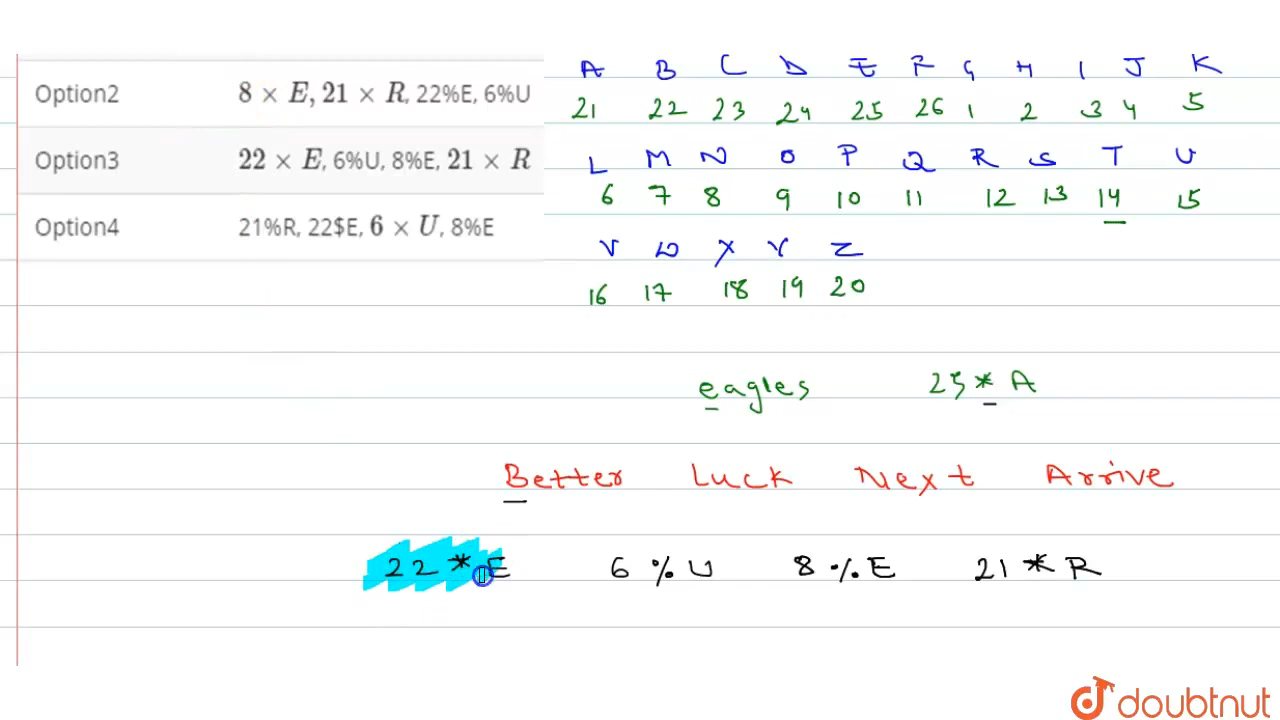 A B C D E F G H I J K
Option2 8 × E, 21 × R, 22%E, 6%U
21 22 23 24 25 26 1 2 3 4 5
Option3 22 × E, 6%U, 8%E, 21 × R
L M N O P Q R S T U
6 7 8 9 10 11 12 13 14 15
Option4 21%R, 22$E, 6 × U, 8%E
V W X Y Z
16 17 18 19 20
eagles 25 * A
Better Luck Next Arrive
22 * E 6 % U 8 % E 21 * R
doubtnut